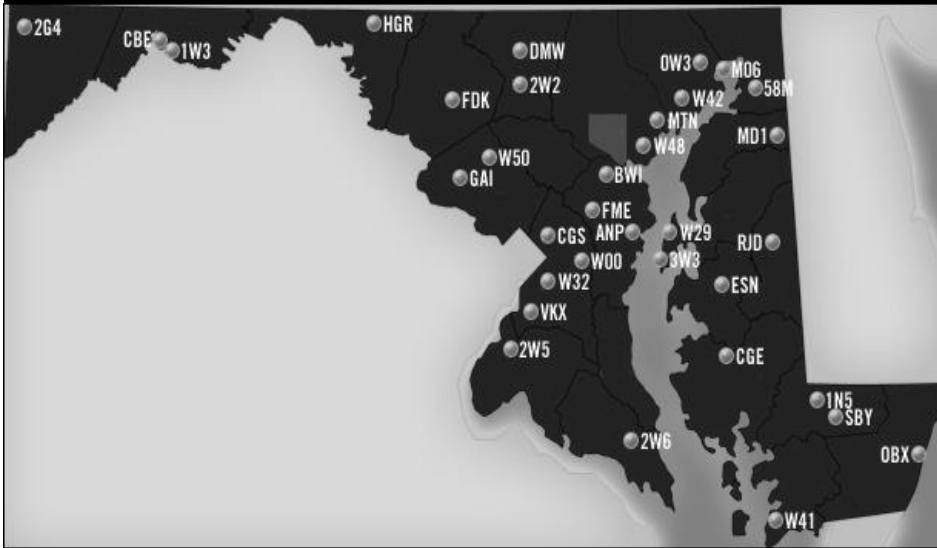 2G4
HGR
CBE
1W3
DMW
0W3
M06
2W2
58M
FDK
W42
MTN
MD1
W48
W50
GAI
BWI
FME
ANP
W29
CGS
RJD
W00
3W3
W32
ESN
VKX
2W5
CGE
1N5
SBY
2W6
OBX
W41